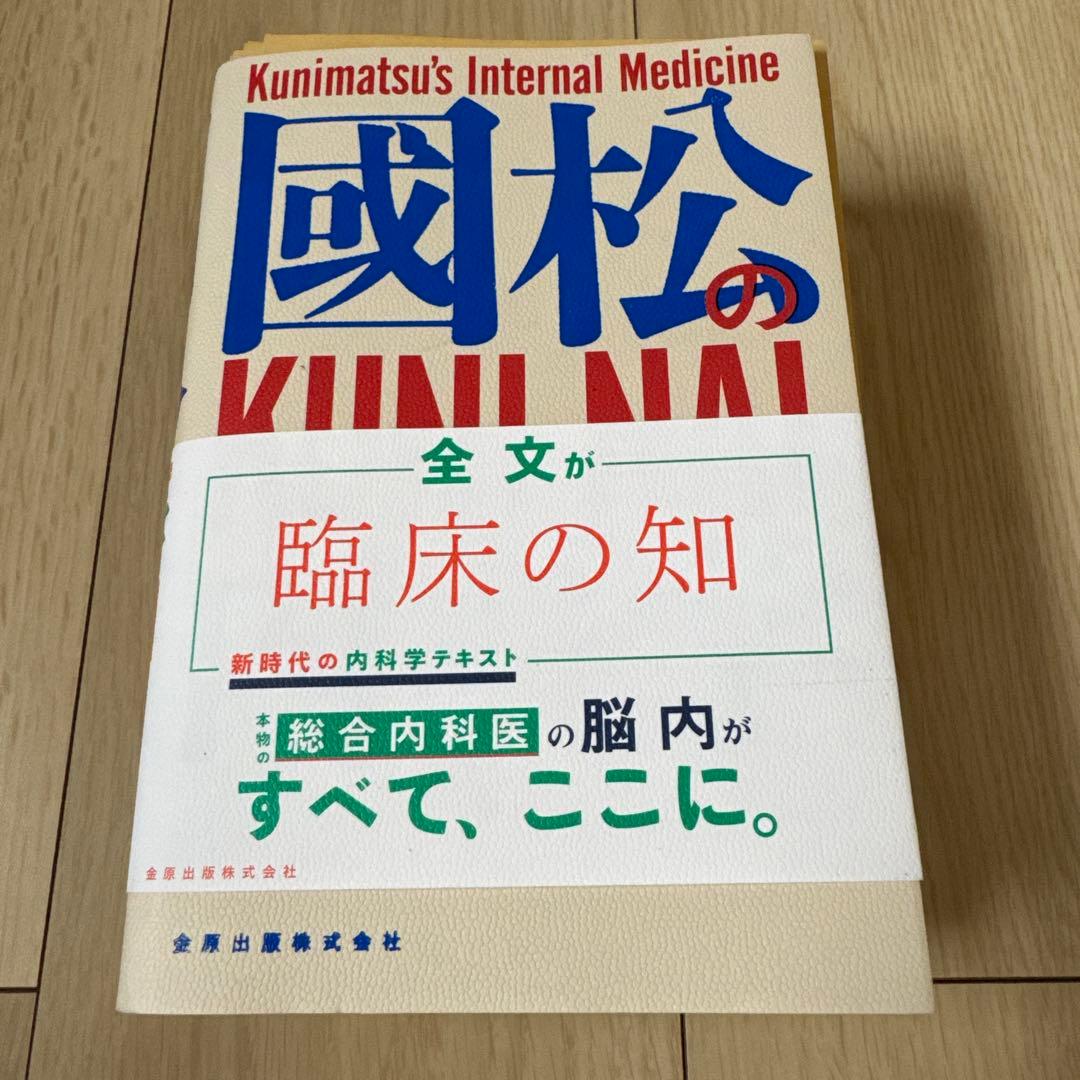 Kunimatsu's Internal Medicine
國松の
KUNI-NAI
全文が
臨床の知
新時代の内科学テキスト
本物の総合内科医の脳内が
すべて、ここに。
金原出版株式会社
金原出版株式会社